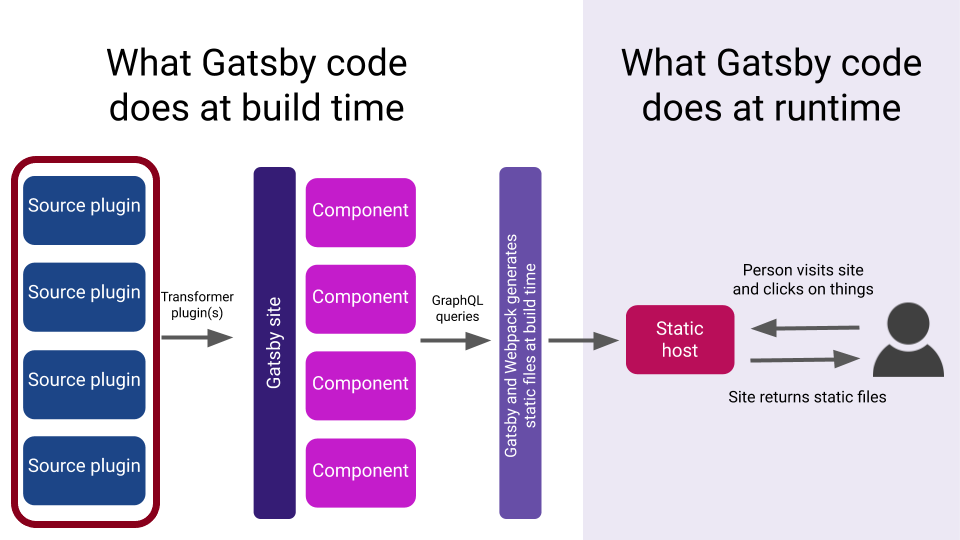 What Gatsby code
does at build time
What Gatsby code
does at runtime
Source plugin
Source plugin
Source plugin
Source plugin
Transformer
plugin(s)
Gatsby site
Component
Component
Component
Component
GraphQL
queries
Gatsby and Webpack generates
static files at build time
Static
host
Person visits site
and clicks on things
Site returns static files